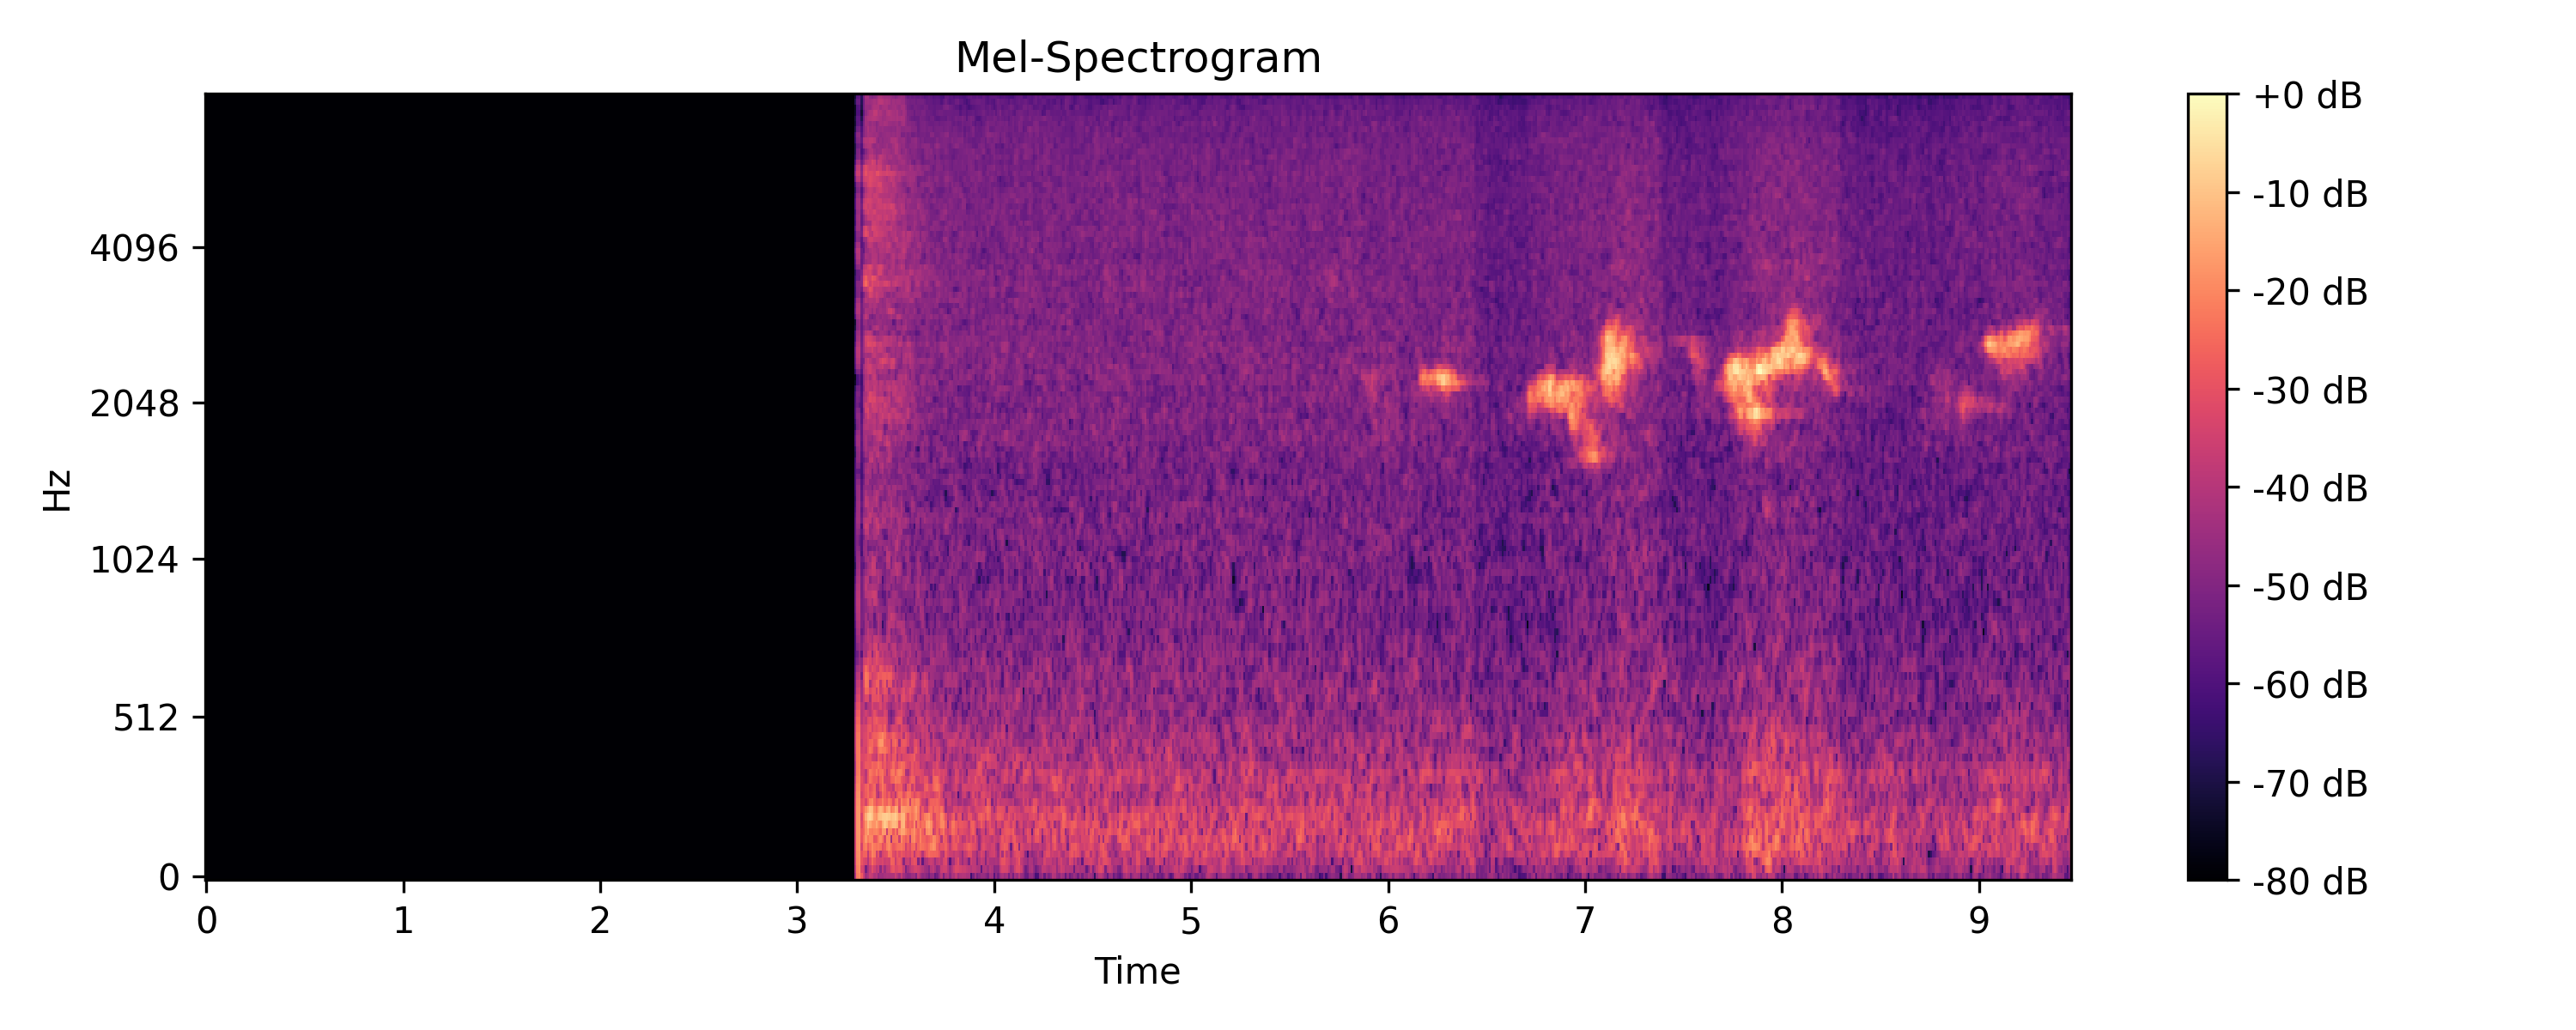 Mel-Spectrogram
Hz
4096
2048
1024
512
0
0 1 2 3 4 5 6 7 8 9
Time
+0 dB
-10 dB
-20 dB
-30 dB
-40 dB
-50 dB
-60 dB
-70 dB
-80 dB